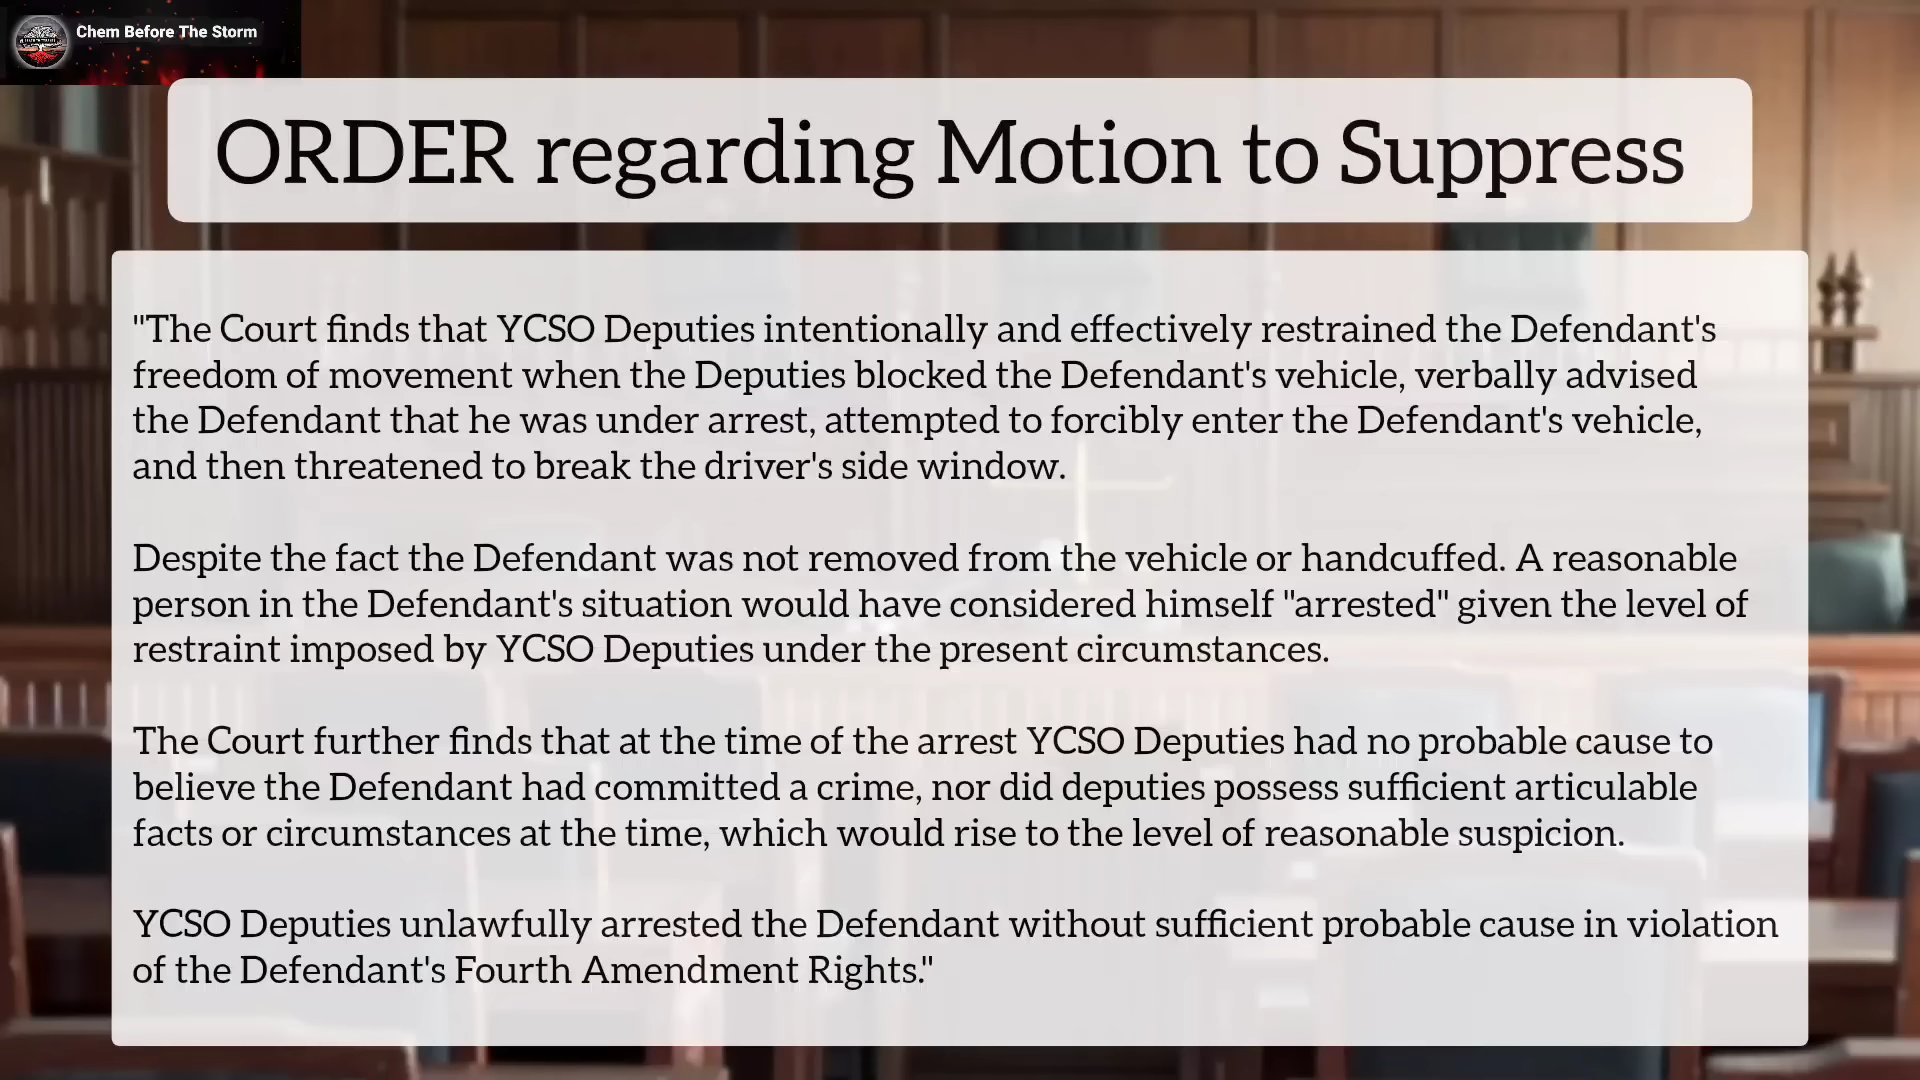 Chem Before The Storm
ORDER regarding Motion to Suppress
"The Court finds that YCSO Deputies intentionally and effectively restrained the Defendant's
freedom of movement when the Deputies blocked the Defendant's vehicle, verbally advised
the Defendant that he was under arrest, attempted to forcibly enter the Defendant's vehicle,
and then threatened to break the driver's side window.
Despite the fact the Defendant was not removed from the vehicle or handcuffed. A reasonable
person in the Defendant's situation would have considered himself "arrested" given the level of
restraint imposed by YCSO Deputies under the present circumstances.
The Court further finds that at the time of the arrest YCSO Deputies had no probable cause to
believe the Defendant had committed a crime, nor did deputies possess sufficient articulable
facts or circumstances at the time, which would rise to the level of reasonable suspicion.
YCSO Deputies unlawfully arrested the Defendant without sufficient probable cause in violation
of the Defendant's Fourth Amendment Rights."